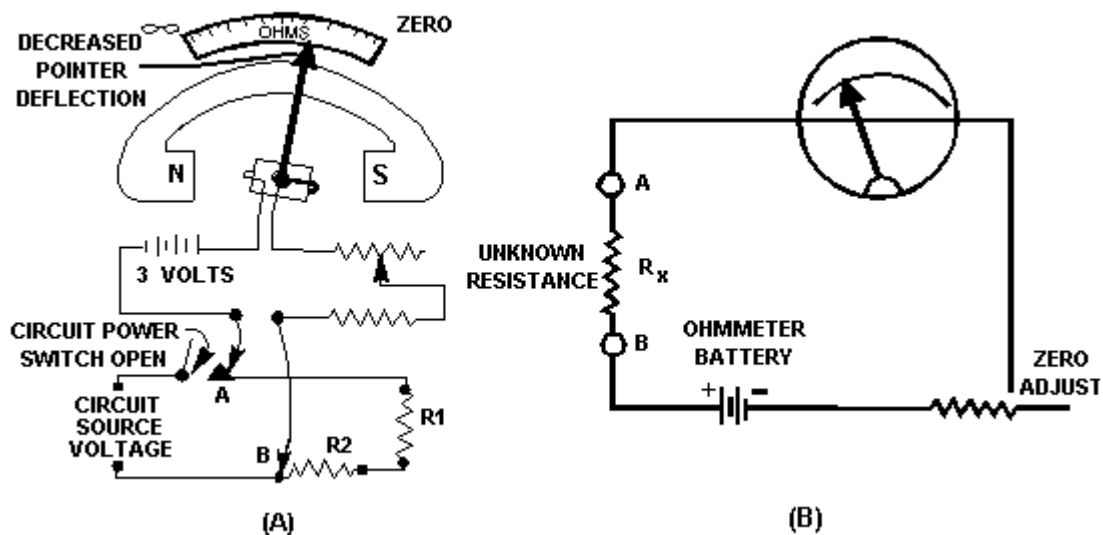 ∞
OHMS
ZERO
DECREASED
POINTER
DEFLECTION
N
S
3 VOLTS
CIRCUIT POWER
SWITCH OPEN
A
CIRCUIT
SOURCE
VOLTAGE
B
R2
R1
(A)
A
UNKNOWN
RESISTANCE
Rx
B
OHMMETER
BATTERY
+ -
ZERO
ADJUST
(B)